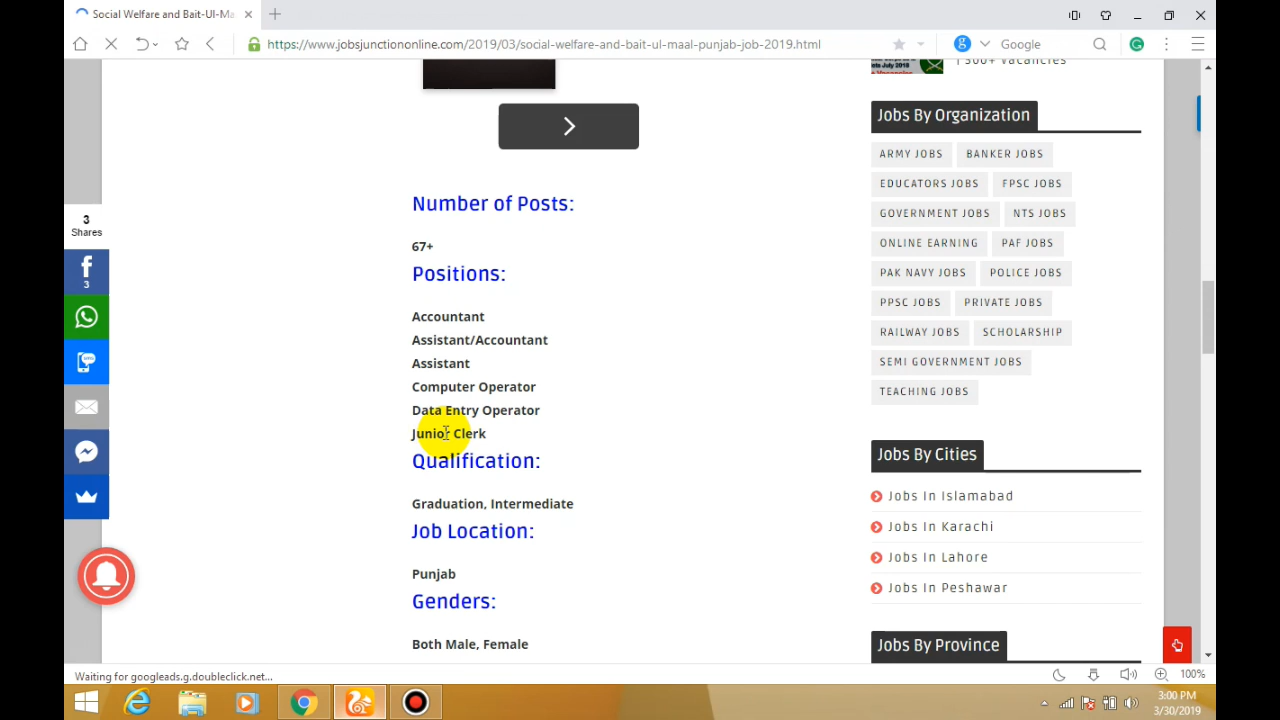 Social Welfare and Bait-Ul-Ma
https://www.jobsjunctiononline.com/2019/03/social-welfare-and-bait-ul-maal-punjab-job-2019.html
Google
| 500+ Vacancies
3
Shares
3
Number of Posts:
67+
Positions:
Accountant
Assistant/Accountant
Assistant
Computer Operator
Data Entry Operator
Junior Clerk
Qualification:
Graduation, Intermediate
Job Location:
Punjab
Genders:
Both Male, Female
Jobs By Organization
ARMY JOBS BANKER JOBS
EDUCATORS JOBS FPSC JOBS
GOVERNMENT JOBS NTS JOBS
ONLINE EARNING PAF JOBS
PAK NAVY JOBS POLICE JOBS
PPSC JOBS PRIVATE JOBS
RAILWAY JOBS SCHOLARSHIP
SEMI GOVERNMENT JOBS
TEACHING JOBS
Jobs By Cities
Jobs In Islamabad
Jobs In Karachi
Jobs In Lahore
Jobs In Peshawar
Jobs By Province
Waiting for googleads.g.doubleclick.net...
100%
3:00 PM
3/30/2019